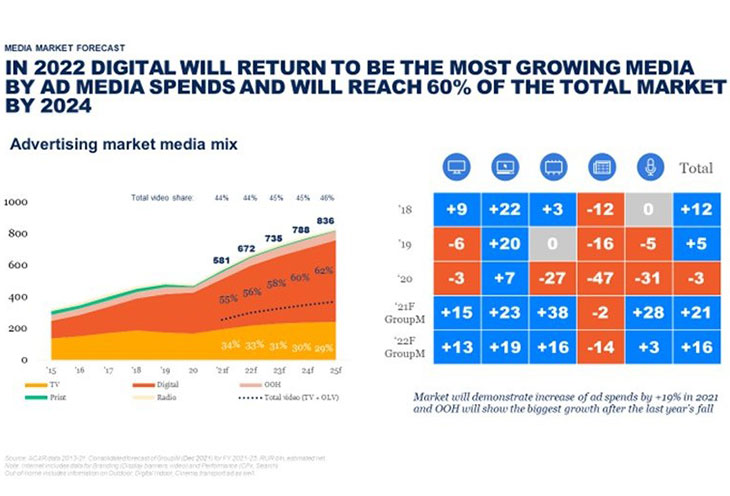 MEDIA MARKET FORECAST
IN 2022 DIGITAL WILL RETURN TO BE THE MOST GROWING MEDIA
BY AD MEDIA SPENDS AND WILL REACH 60% OF THE TOTAL MARKET
BY 2024
Advertising market media mix
Total video share: 44% 44% 45% 45% 46%
1000
800
600
400
200
0
581 672 735 788 836
55% 56% 58% 60% 62%
34% 33% 31% 30% 29%
'15 '16 '17 '18 '19 '20 '21f 22f 23f 24f 25f
TV Digital OOH
Print Radio Total video (TV + OLV)
Total
'18 +9 +22 +3 -12 0 +12
'19 -6 +20 0 -16 -5 +5
'20 -3 +7 -27 -47 -31 -3
'21F
GroupM +15 +23 +38 -2 +28 +21
'22F
GroupM +13 +19 +16 -14 +3 +16
Market will demonstrate increase of ad spends by +19% in 2021
and OOH will show the biggest growth after the last year's fall
Source: ACAR data 2013-21. Consolidated forecast of GroupM (Dec 2021) for FY 2021-25. RUR bln, estimated net.
Note: Internet includes data for Branding (Display banners, video) and Performance (CPx, Search)
Out-of-home includes information on Outdoor, Digital Indoor, Cinema, transport ad as well.